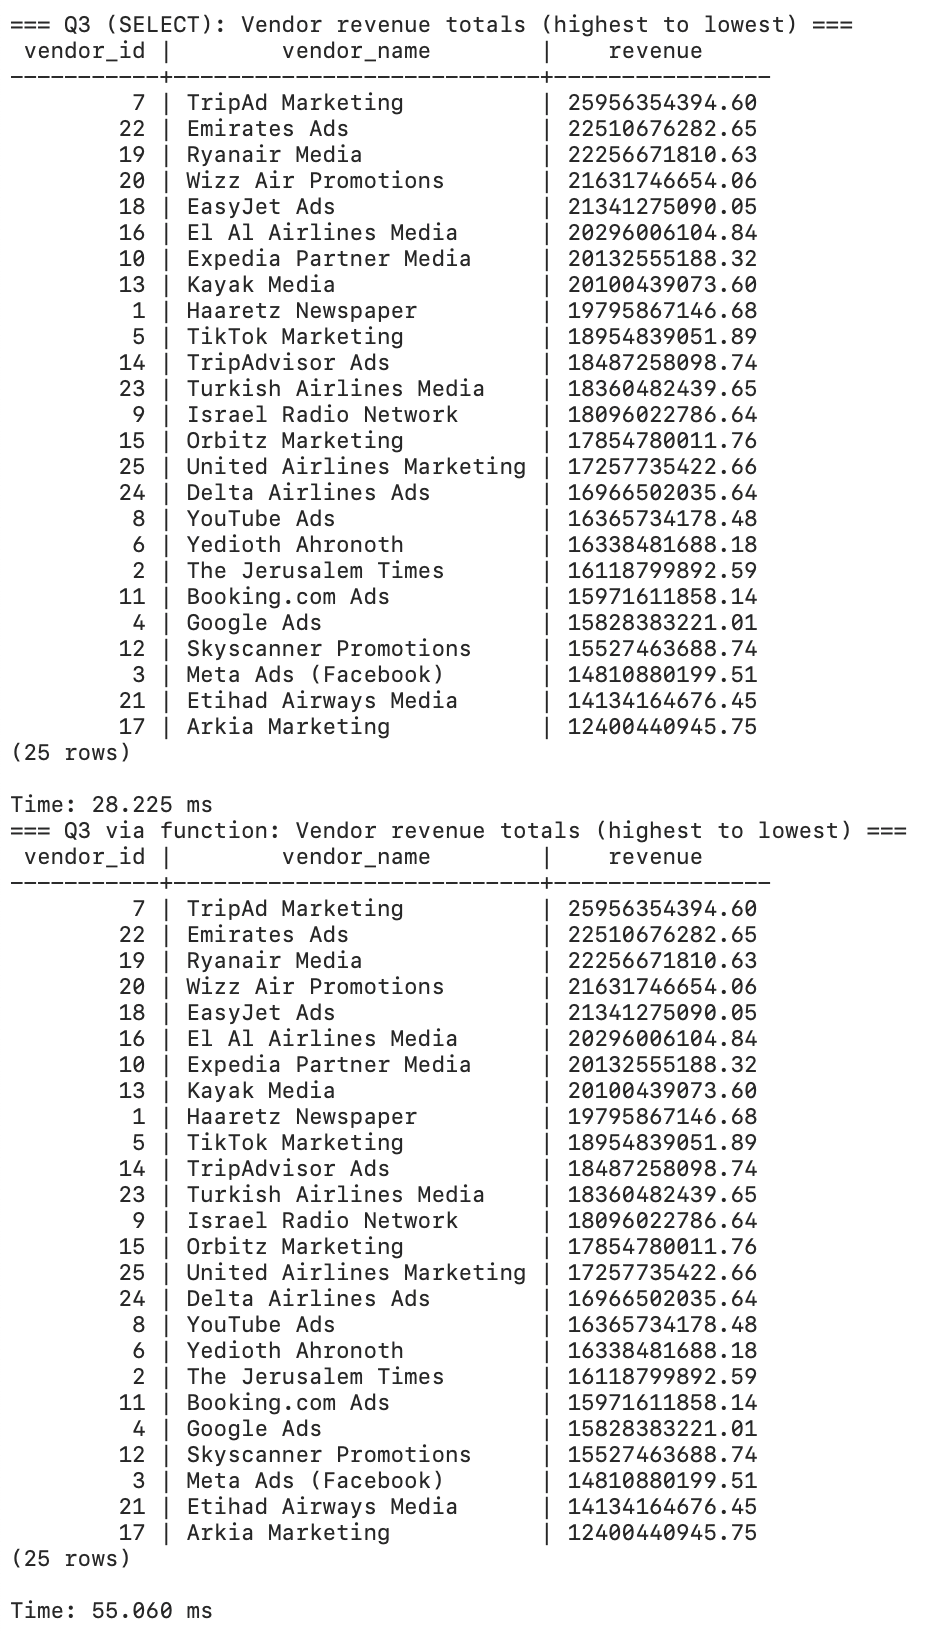 === Q3 (SELECT): Vendor revenue totals (highest to lowest) ===
 vendor_id |        vendor_name        |    revenue
-----------+---------------------------+----------------
         7 | TripAd Marketing          | 25956354394.60
        22 | Emirates Ads              | 22510676282.65
        19 | Ryanair Media             | 22256671810.63
        20 | Wizz Air Promotions       | 21631746654.06
        18 | EasyJet Ads               | 21341275090.05
        16 | El Al Airlines Media      | 20296006104.84
        10 | Expedia Partner Media     | 20132555188.32
        13 | Kayak Media               | 20100439073.60
         1 | Haaretz Newspaper         | 19795867146.68
         5 | TikTok Marketing          | 18954839051.89
        14 | TripAdvisor Ads           | 18487258098.74
        23 | Turkish Airlines Media    | 18360482439.65
         9 | Israel Radio Network      | 18096022786.64
        15 | Orbitz Marketing          | 17854780011.76
        25 | United Airlines Marketing | 17257735422.66
        24 | Delta Airlines Ads        | 16966502035.64
         8 | YouTube Ads               | 16365734178.48
         6 | Yedioth Ahronoth          | 16338481688.18
         2 | The Jerusalem Times       | 16118799892.59
        11 | Booking.com Ads           | 15971611858.14
         4 | Google Ads                | 15828383221.01
        12 | Skyscanner Promotions     | 15527463688.74
         3 | Meta Ads (Facebook)       | 14810880199.51
        21 | Etihad Airways Media      | 14134164676.45
        17 | Arkia Marketing           | 12400440945.75
(25 rows)

Time: 28.225 ms
=== Q3 via function: Vendor revenue totals (highest to lowest) ===
 vendor_id |        vendor_name        |    revenue
-----------+---------------------------+----------------
         7 | TripAd Marketing          | 25956354394.60
        22 | Emirates Ads              | 22510676282.65
        19 | Ryanair Media             | 22256671810.63
        20 | Wizz Air Promotions       | 21631746654.06
        18 | EasyJet Ads               | 21341275090.05
        16 | El Al Airlines Media      | 20296006104.84
        10 | Expedia Partner Media     | 20132555188.32
        13 | Kayak Media               | 20100439073.60
         1 | Haaretz Newspaper         | 19795867146.68
         5 | TikTok Marketing          | 18954839051.89
        14 | TripAdvisor Ads           | 18487258098.74
        23 | Turkish Airlines Media    | 18360482439.65
         9 | Israel Radio Network      | 18096022786.64
        15 | Orbitz Marketing          | 17854780011.76
        25 | United Airlines Marketing | 17257735422.66
        24 | Delta Airlines Ads        | 16966502035.64
         8 | YouTube Ads               | 16365734178.48
         6 | Yedioth Ahronoth          | 16338481688.18
         2 | The Jerusalem Times       | 16118799892.59
        11 | Booking.com Ads           | 15971611858.14
         4 | Google Ads                | 15828383221.01
        12 | Skyscanner Promotions     | 15527463688.74
         3 | Meta Ads (Facebook)       | 14810880199.51
        21 | Etihad Airways Media      | 14134164676.45
        17 | Arkia Marketing           | 12400440945.75
(25 rows)

Time: 55.060 ms